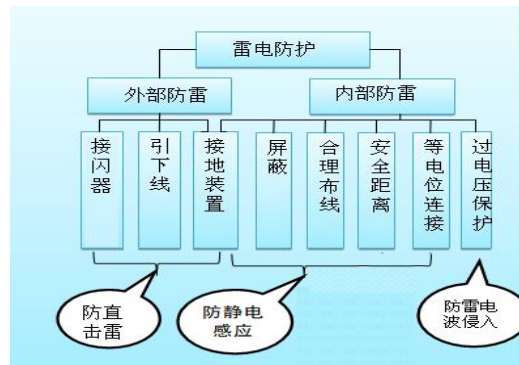 雷电防护
外部防雷
内部防雷
接闪器
引下线
接地装置
屏蔽
合理布线
安全距离
等电位连接
过电压保护
防直
击雷
防静电
感应
防雷电
波侵入